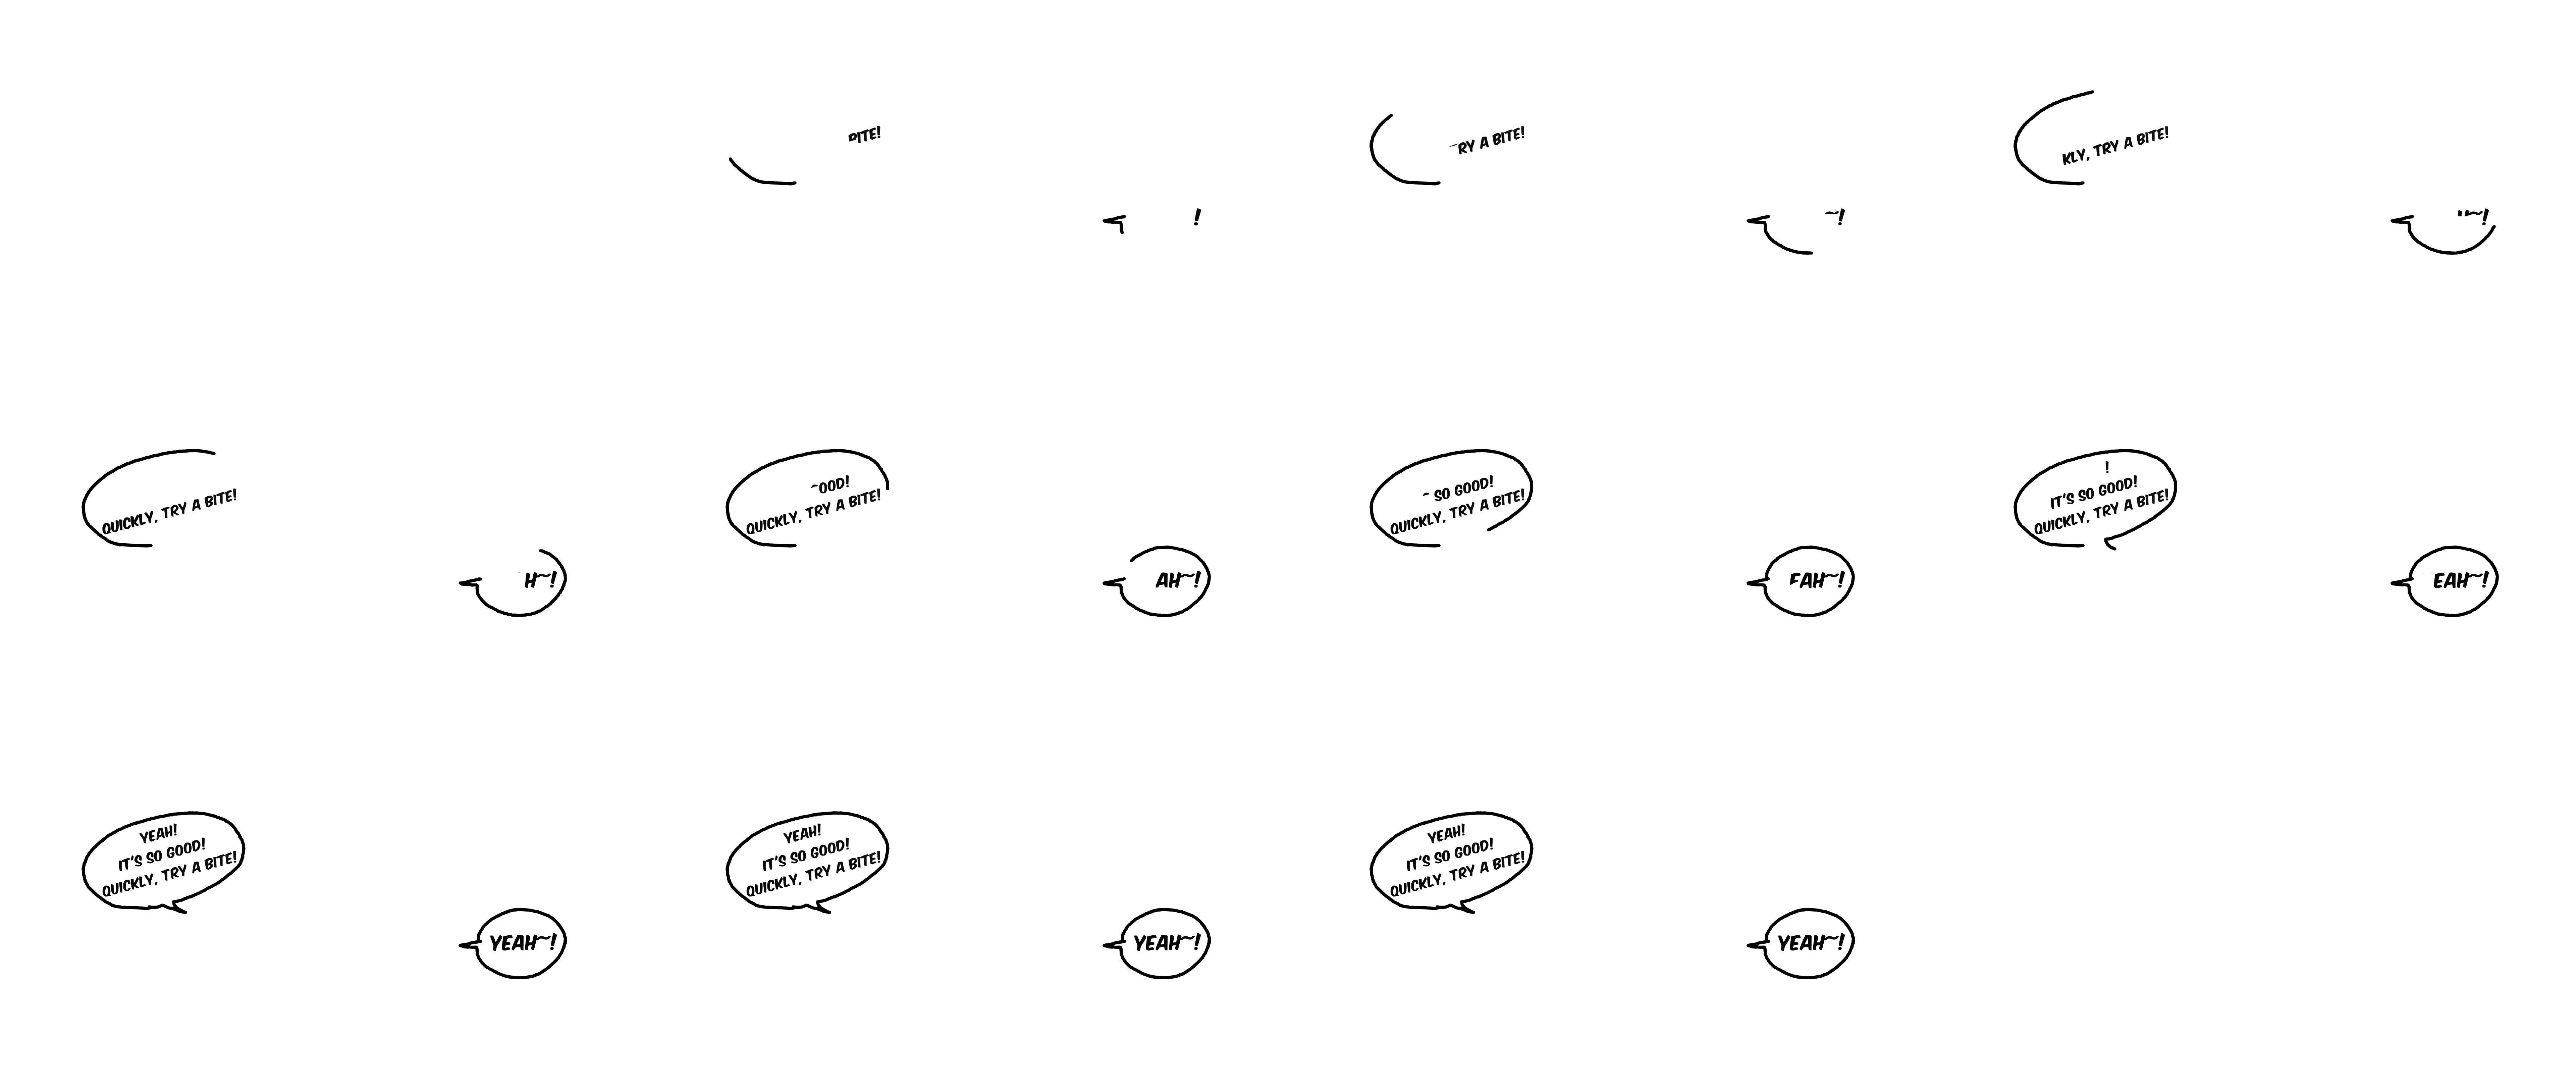 BITE!
!
RY A BITE!
~!
KLY, TRY A BITE!
~!
QUICKLY, TRY A BITE!
H~!
OOD!
QUICKLY, TRY A BITE!
AH~!
SO GOOD!
QUICKLY, TRY A BITE!
EAH~!
!
IT'S SO GOOD!
QUICKLY, TRY A BITE!
EAH~!
YEAH!
IT'S SO GOOD!
QUICKLY, TRY A BITE!
YEAH~!
YEAH!
IT'S SO GOOD!
QUICKLY, TRY A BITE!
YEAH~!
YEAH!
IT'S SO GOOD!
QUICKLY, TRY A BITE!
YEAH~!